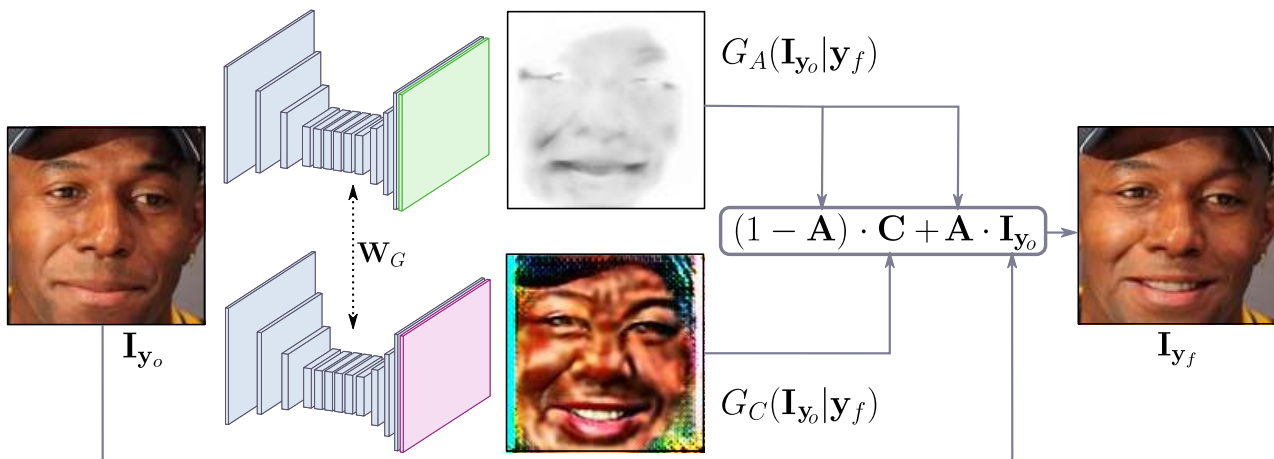 G_A(I_{y_o}|y_f)
(1 − A) · C + A · I_{y_o}
W_G
I_{y_o}
I_{y_f}
G_C(I_{y_o}|y_f)